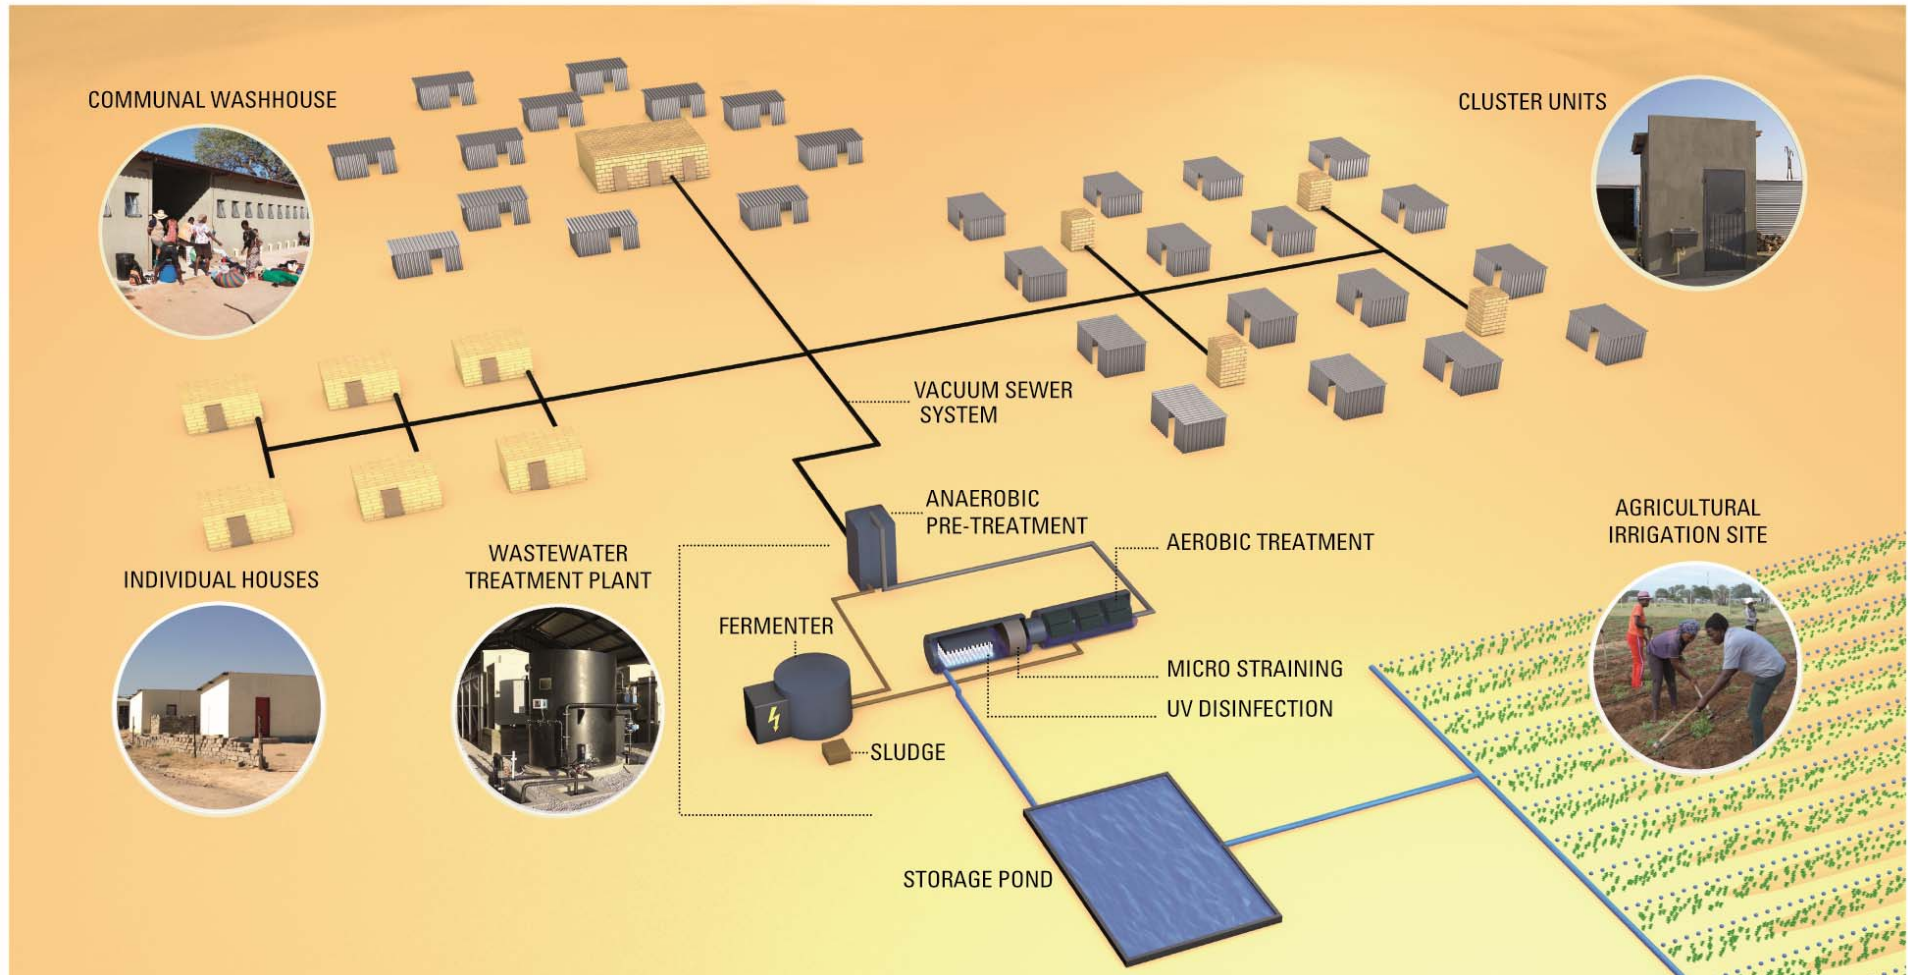 COMMUNAL WASHHOUSE
CLUSTER UNITS
VACUUM SEWER
SYSTEM
ANAEROBIC
PRE-TREATMENT
AGRICULTURAL
IRRIGATION SITE
WASTEWATER
TREATMENT PLANT
AEROBIC TREATMENT
INDIVIDUAL HOUSES
FERMENTER
MICRO STRAINING
UV DISINFECTION
SLUDGE
STORAGE POND